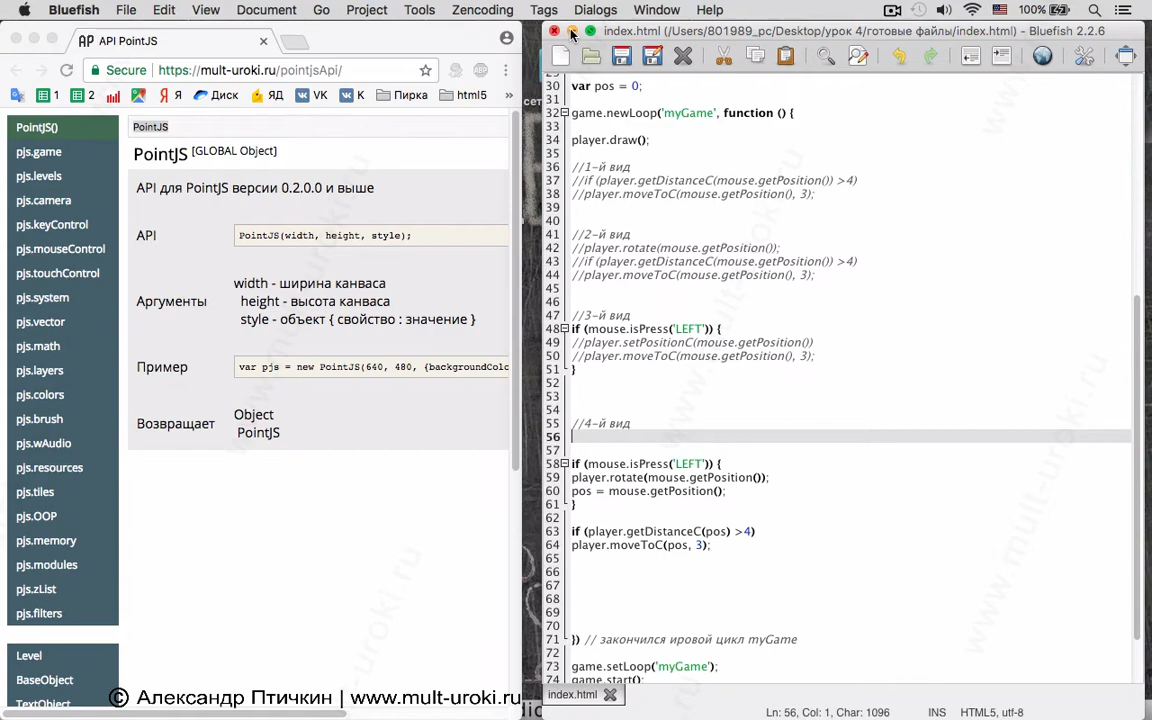 Bluefish File Edit View Document Go Project Tools Zencoding Tags Window Dialogs Help 100%
API PointJS
index.html (/Users/801989_pc/Desktop/урок 4/готовые файлы/index.html) - Bluefish 2.2.6
Secure https://mult-uroki.ru/pointjsApi/
1 2 Я Диск ЯД VK K Пирка html5 »
PointJS()
pjs.game
pjs.levels
pjs.camera
pjs.keyControl
pjs.mouseControl
pjs.touchControl
pjs.system
pjs.vector
pjs.math
pjs.layers
pjs.colors
pjs.brush
pjs.wAudio
pjs.resources
pjs.tiles
pjs.OOP
pjs.memory
pjs.modules
pjs.zList
pjs.filters
Level
BaseObject
TextObject
PointJS
PointJS [GLOBAL Object]
API для PointJS версии 0.2.0.0 и выше
API PointJS(width, height, style);
Аргументы
width - ширина канваса
height - высота канваса
style - объект { свойство : значение }
Пример var pjs = new PointJS(640, 480, {backgroundColo
Возвращает
Object
PointJS
29
30 var pos = 0;
31
32 game.newLoop('myGame', function () {
33
34 player.draw();
35
36 //1-й вид
37 //if (player.getDistanceC(mouse.getPosition()) >4)
38 //player.moveToC(mouse.getPosition(), 3);
39
40
41 //2-й вид
42 //player.rotate(mouse.getPosition());
43 //if (player.getDistanceC(mouse.getPosition()) >4)
44 //player.moveToC(mouse.getPosition(), 3);
45
46
47 //3-й вид
48 if (mouse.isPress('LEFT')) {
49 //player.setPositionC(mouse.getPosition())
50 //player.moveToC(mouse.getPosition(), 3);
51 }
52
53
54
55 //4-й вид
56
57
58 if (mouse.isPress('LEFT')) {
59 player.rotate(mouse.getPosition());
60 pos = mouse.getPosition();
61 }
62
63 if (player.getDistanceC(pos) >4)
64 player.moveToC(pos, 3);
65
66
67
68
69
70
71 }) // закончился ировой цикл myGame
72
73 game.setLoop('myGame');
74 game.start();
index.html
Ln: 56, Col: 1, Char: 1096 INS HTML5, utf-8
© Александр Птичкин | www.mult-uroki.ru
www.mult-uroki.ru